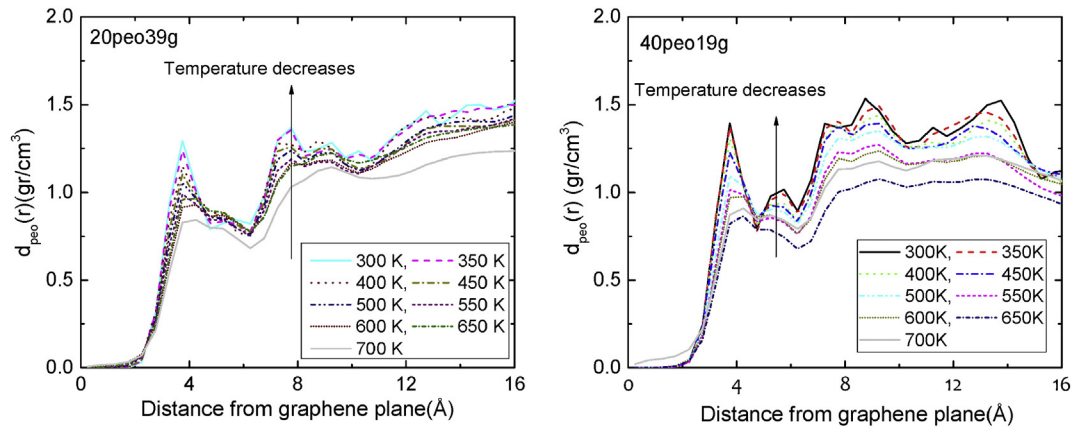 20peo39g
Temperature decreases
d_peo(r)(gr/cm³)
2.0
1.5
1.0
0.5
0.0
0 4 8 12 16
Distance from graphene plane(Å)
300 K, 350 K
400 K, 450 K
500 K, 550 K
600 K, 650 K
700 K
40peo19g
Temperature decreases
d_peo(r) (gr/cm³)
2.0
1.5
1.0
0.5
0.0
0 4 8 12 16
Distance from graphene plane(Å)
300K, 350K
400K, 450K
500K, 550K
600K, 650K
700K